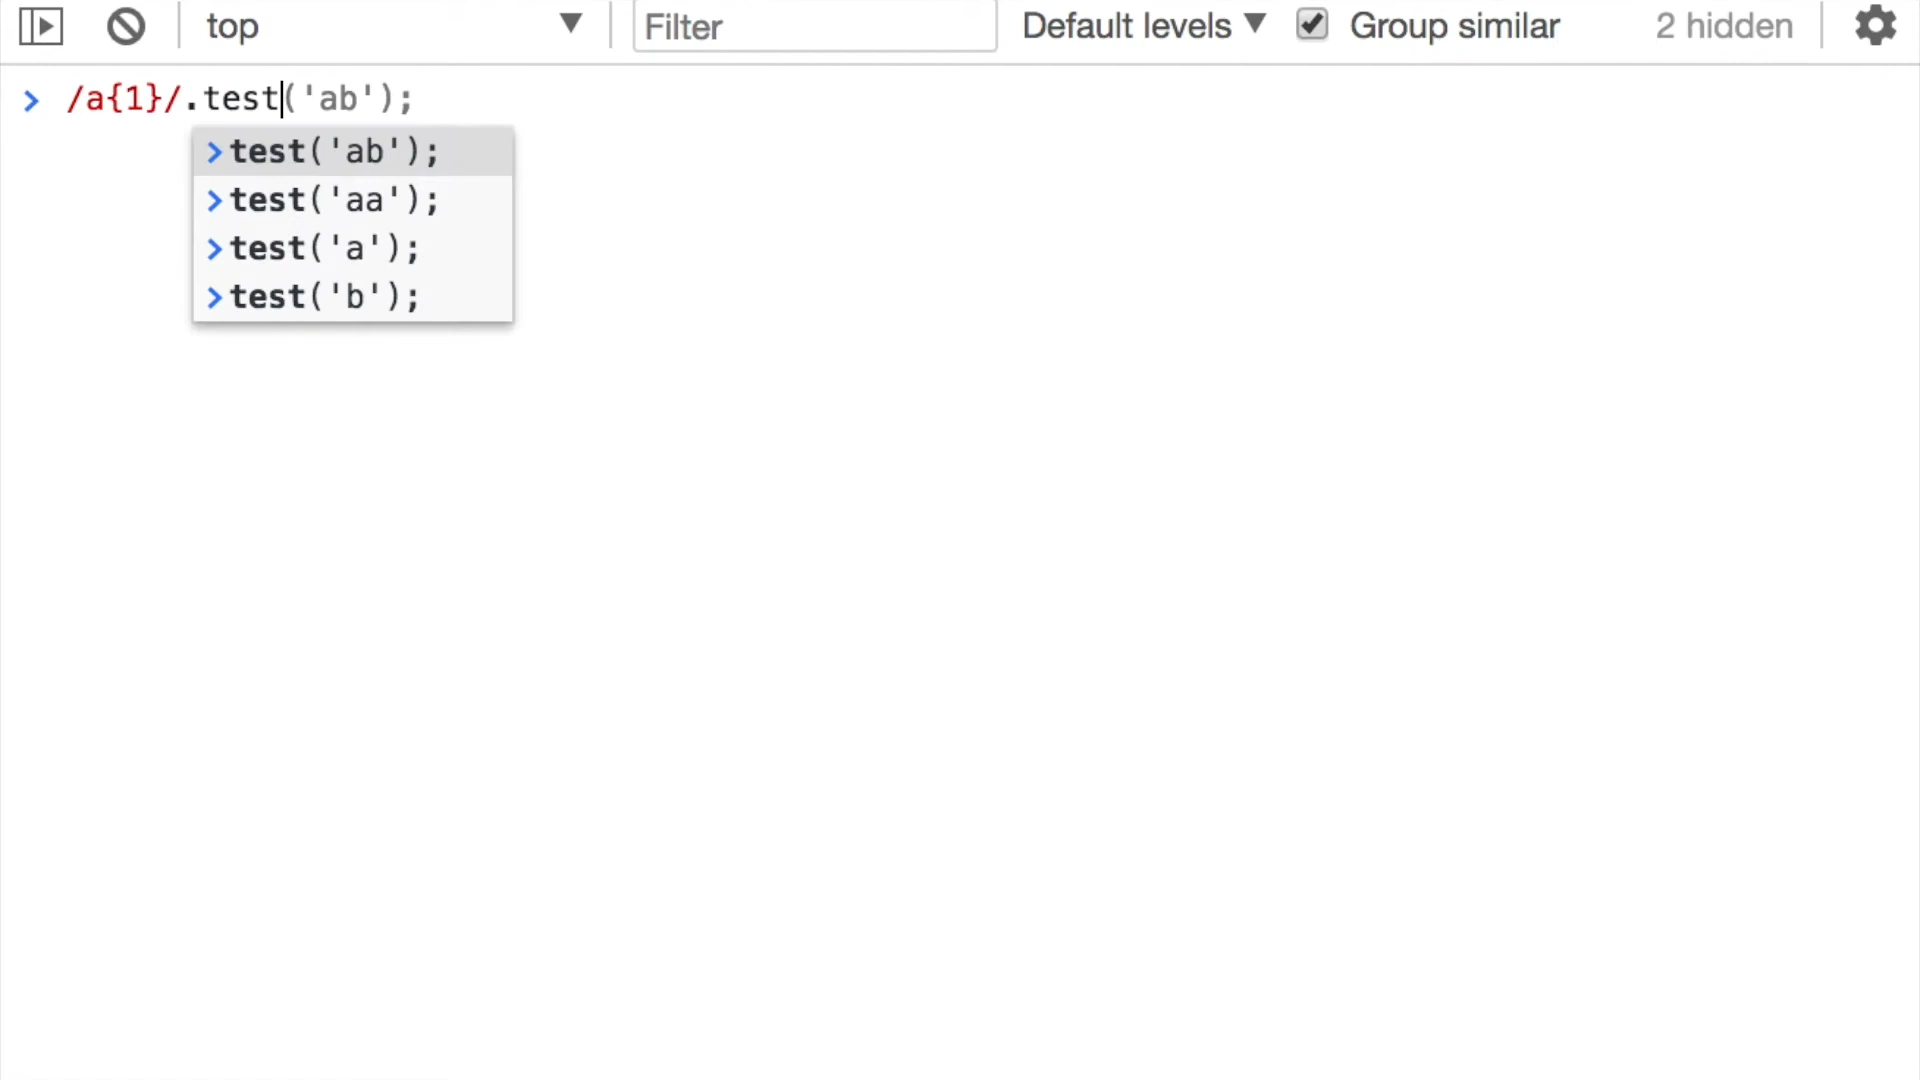 top Filter Default levels Group similar 2 hidden
/a{1}/.test('ab');
test('ab');
test('aa');
test('a');
test('b');